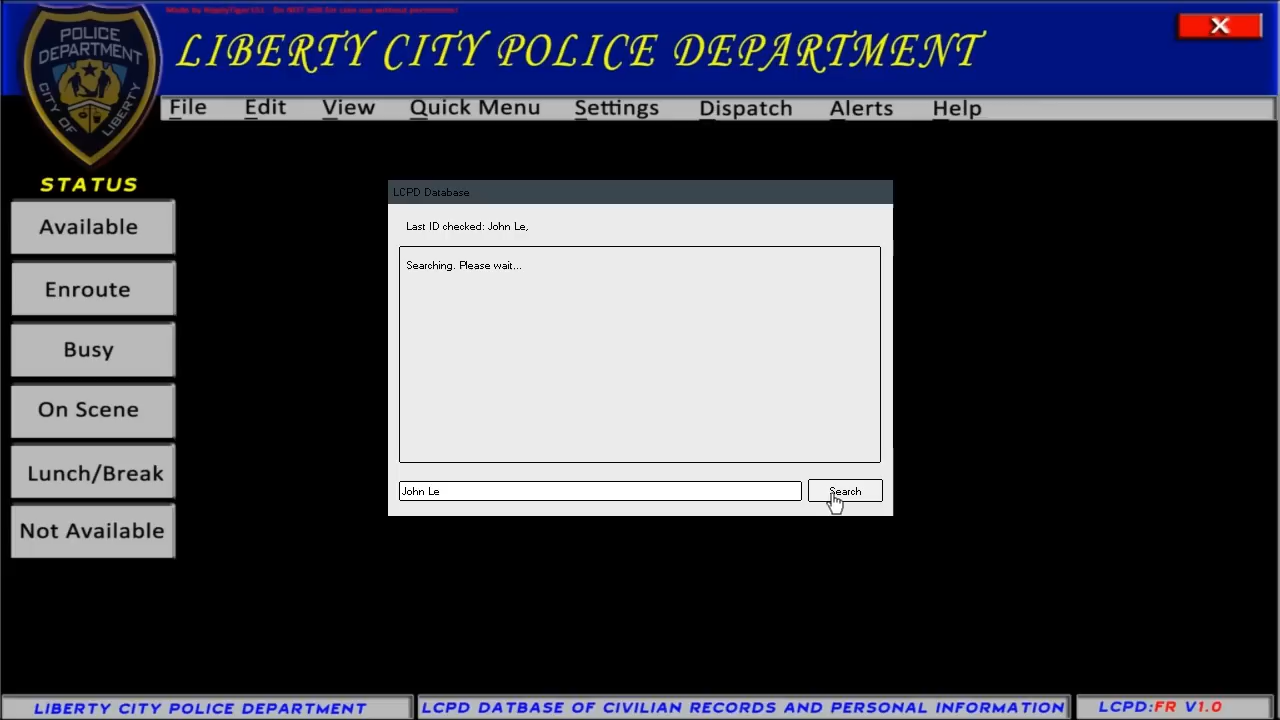 LIBERTY CITY POLICE DEPARTMENT
POLICE
DEPARTMENT
CITY OF LIBERTY
File Edit View Quick Menu Settings Dispatch Alerts Help
X
STATUS
Available
Enroute
Busy
On Scene
Lunch/Break
Not Available
LCPD Database
Last ID checked: John Le,
Searching. Please wait...
John Le
Search
LIBERTY CITY POLICE DEPARTMENT
LCPD DATBASE OF CIVILIAN RECORDS AND PERSONAL INFORMATION
LCPD:FR V1.0